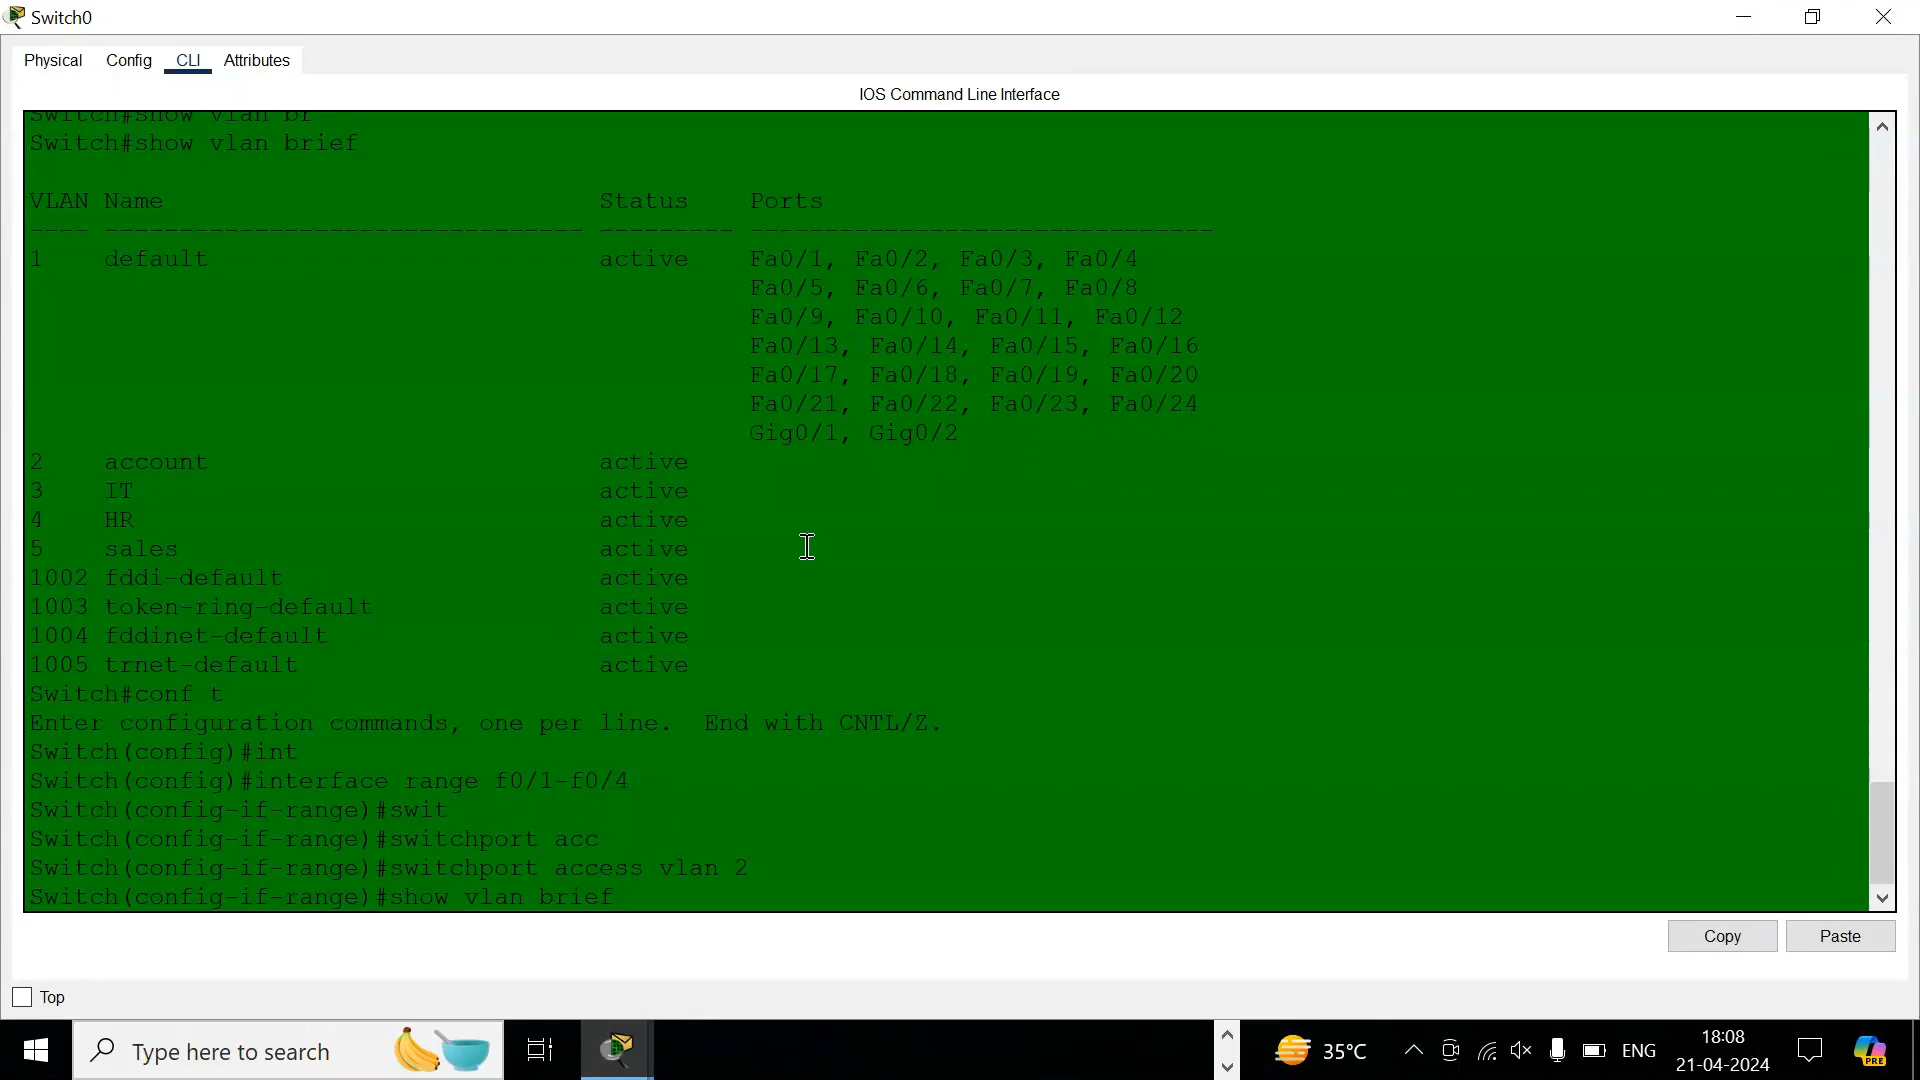 Switch0
Physical Config CLI Attributes
IOS Command Line Interface
Switch#show vlan br
Switch#show vlan brief
VLAN Name Status Ports
---- -------------------------------- --------- -------------------------------
1 default active Fa0/1, Fa0/2, Fa0/3, Fa0/4
Fa0/5, Fa0/6, Fa0/7, Fa0/8
Fa0/9, Fa0/10, Fa0/11, Fa0/12
Fa0/13, Fa0/14, Fa0/15, Fa0/16
Fa0/17, Fa0/18, Fa0/19, Fa0/20
Fa0/21, Fa0/22, Fa0/23, Fa0/24
Gig0/1, Gig0/2
2 account active
3 IT active
4 HR active
5 sales active
1002 fddi-default active
1003 token-ring-default active
1004 fddinet-default active
1005 trnet-default active
Switch#conf t
Enter configuration commands, one per line. End with CNTL/Z.
Switch(config)#int
Switch(config)#interface range f0/1-f0/4
Switch(config-if-range)#swit
Switch(config-if-range)#switchport acc
Switch(config-if-range)#switchport access vlan 2
Switch(config-if-range)#show vlan brief
Copy Paste
Top
Type here to search 35°C ENG 18:08
21-04-2024
PRE